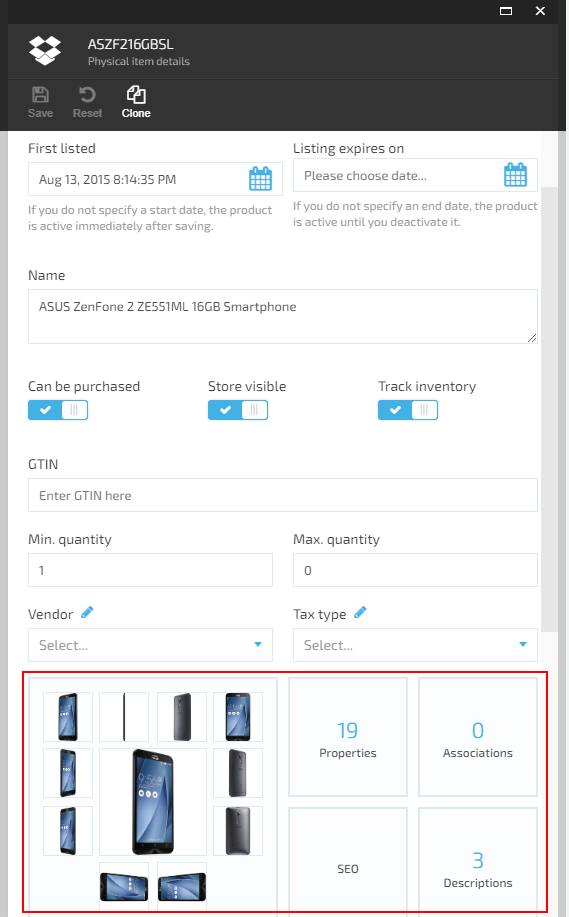 ASZF216GBSL
Physical item details
Save Reset Clone
First listed
Aug 13, 2015 8:14:35 PM
If you do not specify a start date, the product
is active immediately after saving.
Listing expires on
Please choose date...
If you do not specify an end date, the product
is active until you deactivate it.
Name
ASUS ZenFone 2 ZE551ML 16GB Smartphone
Can be purchased
Store visible
Track inventory
GTIN
Enter GTIN here
Min. quantity
1
Max. quantity
0
Vendor
Select...
Tax type
Select...
9:56
19
Properties
0
Associations
SEO
3
Descriptions